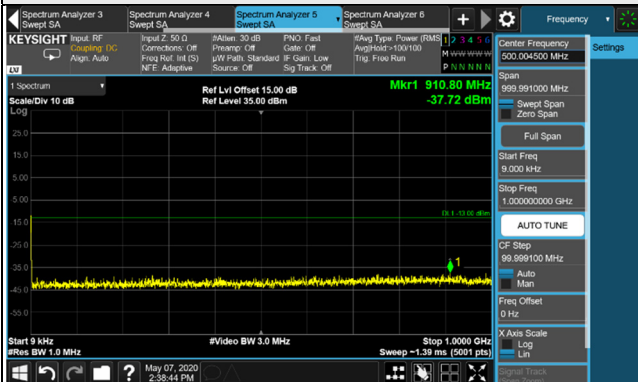 Spectrum Analyzer 3
Swept SA
Spectrum Analyzer 4
Swept SA
Spectrum Analyzer 5
Swept SA
Spectrum Analyzer 6
Swept SA
+
Frequency
KEYSIGHT
Input: RF
Coupling: DC
Align: Auto
Input Z: 50 Ω
Corrections: Off
Freq Ref: Int (S)
NFE: Adaptive
#Atten: 30 dB
Preamp: Off
µW Path: Standard
Source: Off
PNO: Fast
Gate: Off
IF Gain: Low
Sig Track: Off
#Avg Type: Power (RMS
Avg|Hold:>100/100
Trig: Free Run
1 2 3 4 5 6
M W W W W W
P N N N N N
LXI
1 Spectrum
Scale/Div 10 dB
Log
Ref Lvl Offset 15.00 dB
Ref Level 35.00 dBm
Mkr1 910.80 MHz
-37.72 dBm
25.0
15.0
5.00
-5.00
-15.0
-25.0
-35.0
-45.0
-55.0
DL1 -13.00 dBm
1
Start 9 kHz
#Res BW 1.0 MHz
#Video BW 3.0 MHz
Stop 1.0000 GHz
Sweep ~1.39 ms (5001 pts)
Center Frequency
500.004500 MHz
Settings
Span
999.991000 MHz
Swept Span
Zero Span
Full Span
Start Freq
9.000 kHz
Stop Freq
1.000000000 GHz
AUTO TUNE
CF Step
99.999100 MHz
Auto
Man
Freq Offset
0 Hz
X Axis Scale
Log
Lin
Signal Track
?
May 07, 2020
2:38:44 PM